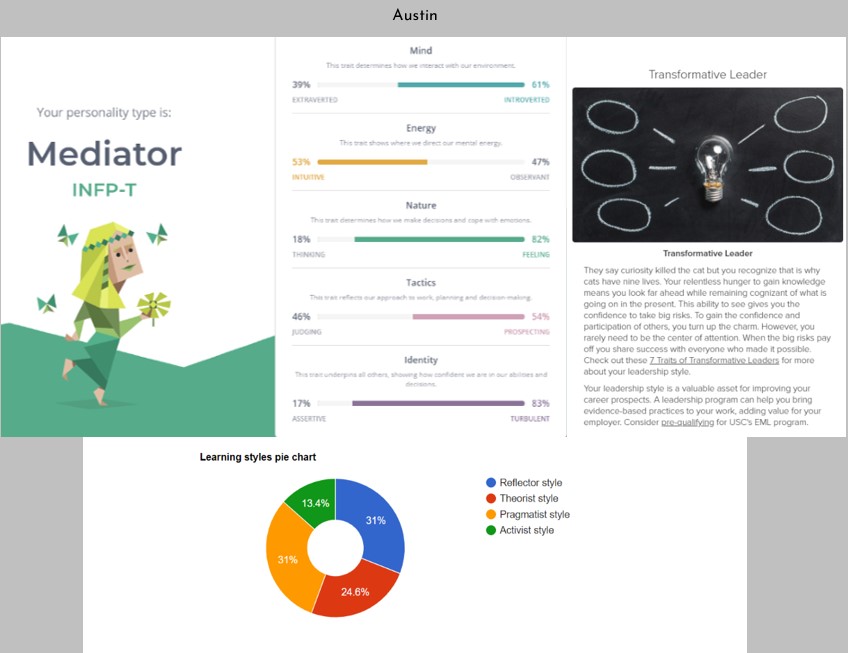 Austin
Your personality type is:
Mediator
INFP-T
Mind
This trait determines how we interact with our environment.
39% 61%
EXTRAVERTED INTROVERTED
Energy
This trait shows where we direct our mental energy.
53% 47%
INTUITIVE OBSERVANT
Nature
This trait determines how we make decisions and cope with emotions.
18% 82%
THINKING FEELING
Tactics
This trait reflects our approach to work, planning and decision-making.
46% 54%
JUDGING PROSPECTING
Identity
This trait underpins all others, showing how confident we are in our abilities and
decisions.
17% 83%
ASSERTIVE TURBULENT
Transformative Leader
Transformative Leader
They say curiosity killed the cat but you recognize that is why
cats have nine lives. Your relentless hunger to gain knowledge
means you look far ahead while remaining cognizant of what is
going on in the present. This ability to see gives you the
confidence to take big risks. To gain the confidence and
participation of others, you turn up the charm. However, you
rarely need to be the center of attention. When the big risks pay
off you share success with everyone who made it possible.
Check out these 7 Traits of Transformative Leaders for more
about your leadership style.
Your leadership style is a valuable asset for improving your
career prospects. A leadership program can help you bring
evidence-based practices to your work, adding value for your
employer. Consider pre-qualifying for USC's EML program.
Learning styles pie chart
31%
24.6%
31%
13.4%
Reflector style
Theorist style
Pragmatist style
Activist style